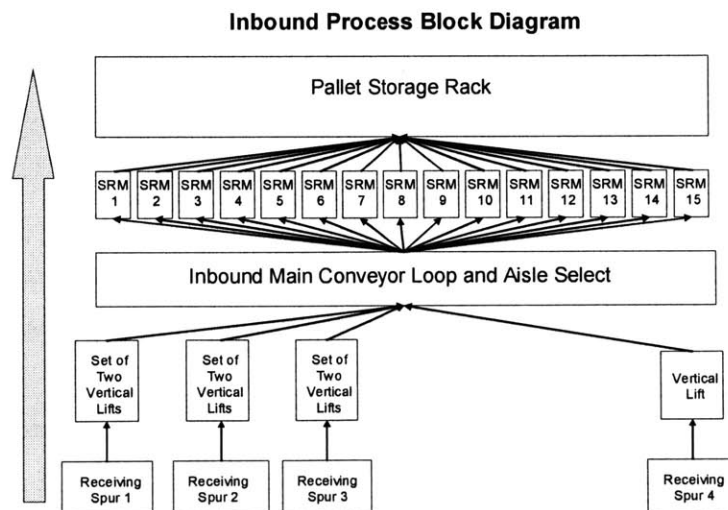 Inbound Process Block Diagram
Pallet Storage Rack
SRM 1
SRM 2
SRM 3
SRM 4
SRM 5
SRM 6
SRM 7
SRM 8
SRM 9
SRM 10
SRM 11
SRM 12
SRM 13
SRM 14
SRM 15
Inbound Main Conveyor Loop and Aisle Select
Set of
Two
Vertical
Lifts
Set of
Two
Vertical
Lifts
Set of
Two
Vertical
Lifts
Vertical
Lift
Receiving
Spur 1
Receiving
Spur 2
Receiving
Spur 3
Receiving
Spur 4